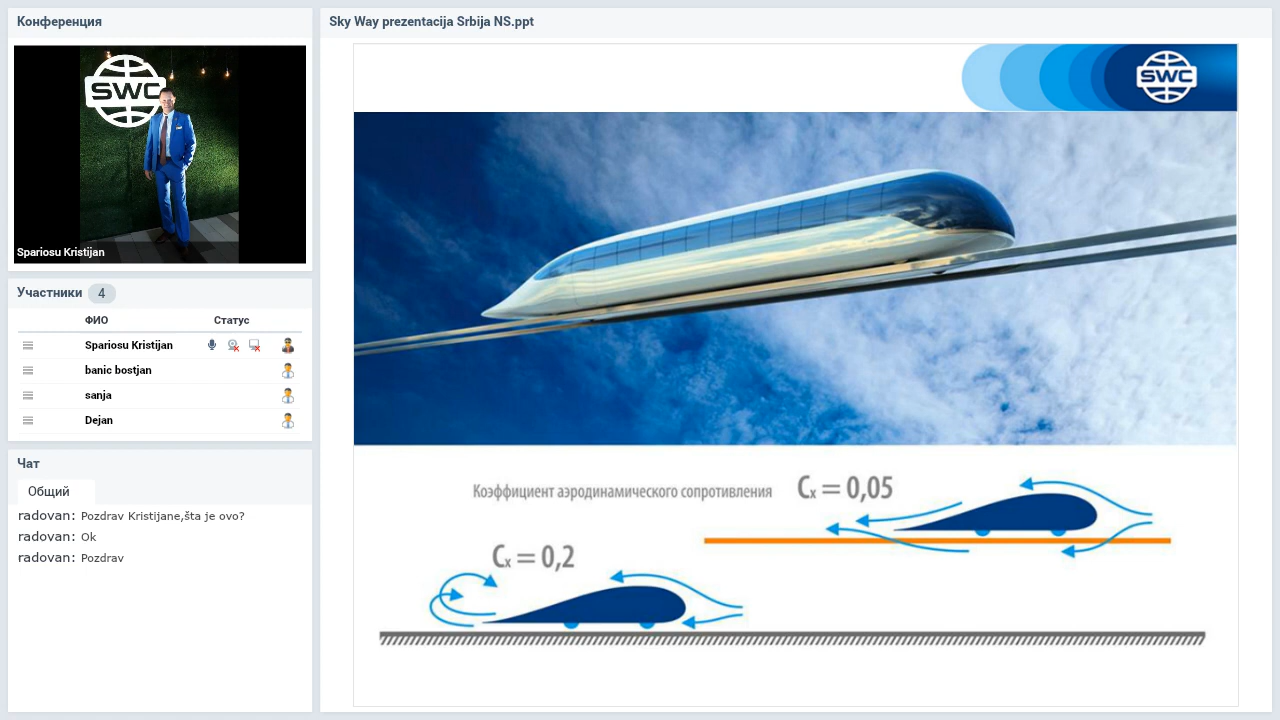 Конференция
SWC
Spariosu Kristijan
Участники 4
ФИО Статус
Spariosu Kristijan
banic bostjan
sanja
Dejan
Чат
Общий
radovan: Pozdrav Kristijane,šta je ovo?
radovan: Ok
radovan: Pozdrav
Sky Way prezentacija Srbija NS.ppt
SWC
Коэффициент аэродинамического сопротивления Cx = 0,05
Cx = 0,2